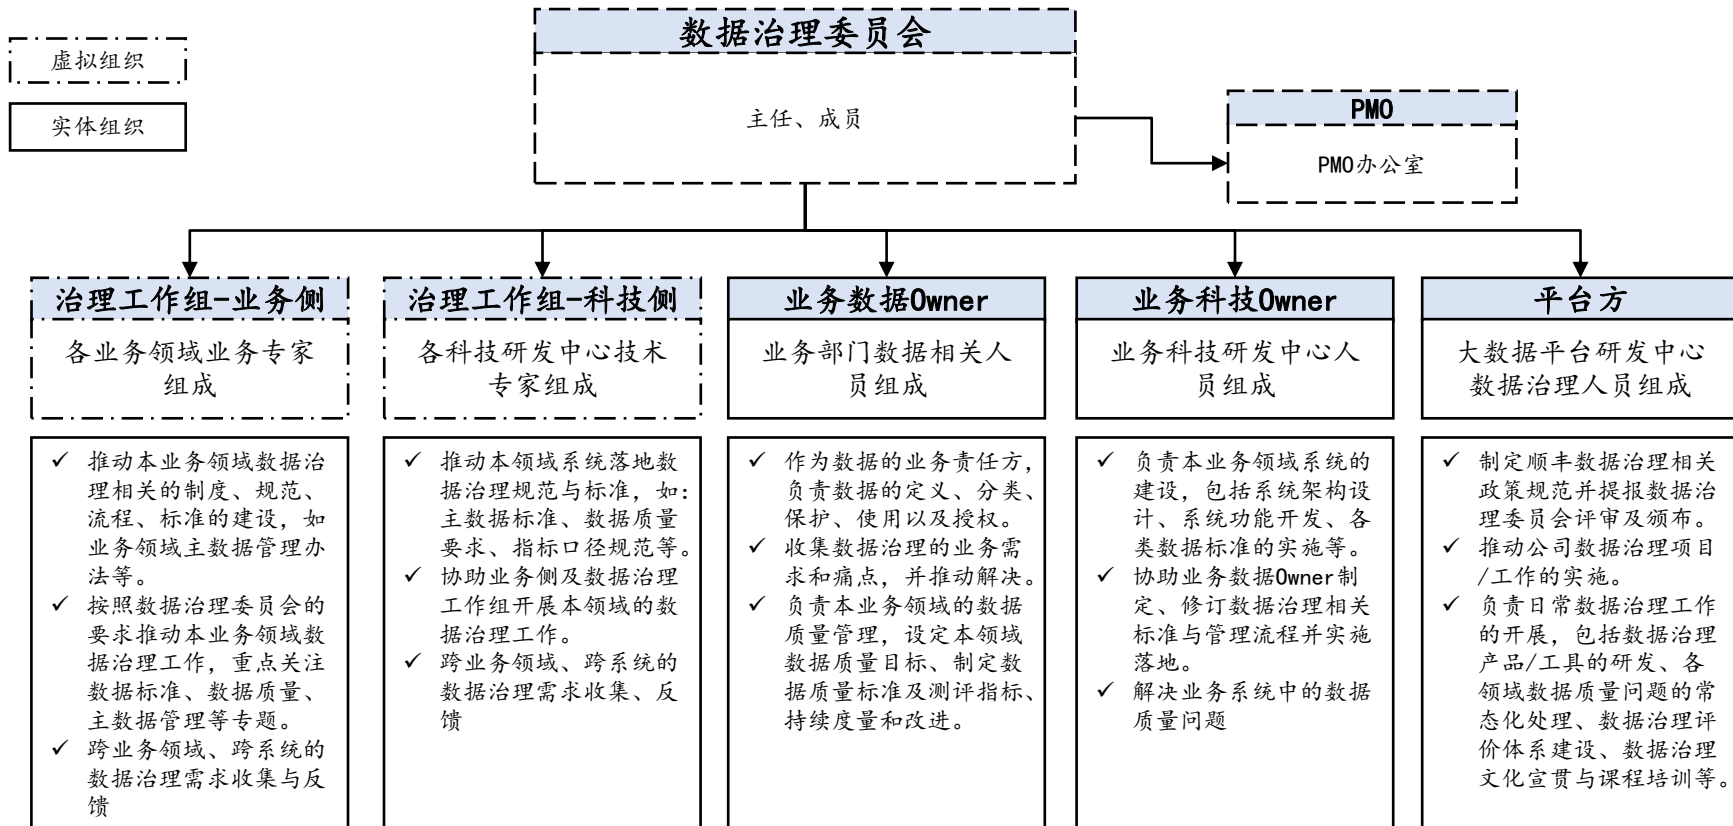 数据治理委员会
虚拟组织
主任、成员
实体组织
PMO
PMO办公室
治理工作组-业务侧
各业务领域业务专家
组成
✓ 推动本业务领域数据治
理相关的制度、规范、
流程、标准的建设，如
业务领域主数据管理办
法等。
✓ 按照数据治理委员会的
要求推动本业务领域数
据治理工作，重点关注
数据标准、数据质量、
主数据管理等专题。
✓ 跨业务领域、跨系统的
数据治理需求收集与反
馈
治理工作组-科技侧
各科技研发中心技术
专家组成
✓ 推动本领域系统落地数
据治理规范与标准，如：
主数据标准、数据质量
要求、指标口径规范等。
✓ 协助业务侧及数据治理
工作组开展本领域的数
据治理工作。
✓ 跨业务领域、跨系统的
数据治理需求收集、反
馈
业务数据Owner
业务部门数据相关人
员组成
✓ 作为数据的业务责任方，
负责数据的定义、分类、
保护、使用以及授权。
✓ 收集数据治理的业务需
求和痛点，并推动解决。
✓ 负责本业务领域的数据
质量管理，设定本领域
数据质量目标、制定数
据质量标准及测评指标、
持续度量和改进。
业务科技Owner
业务科技研发中心人
员组成
✓ 负责本业务领域系统的
建设，包括系统架构设
计、系统功能开发、各
类数据标准的实施等。
✓ 协助业务数据Owner制
定、修订数据治理相关
标准与管理流程并实施
落地。
✓ 解决业务系统中的数据
质量问题
平台方
大数据平台研发中心
数据治理人员组成
✓ 制定顺丰数据治理相关
政策规范并提报数据治
理委员会评审及颁布。
✓ 推动公司数据治理项目
/工作的实施。
✓ 负责日常数据治理工作
的开展，包括数据治理
产品/工具的研发、各
领域数据质量问题的常
态化处理、数据治理评
价体系建设、数据治理
文化宣贯与课程培训等。